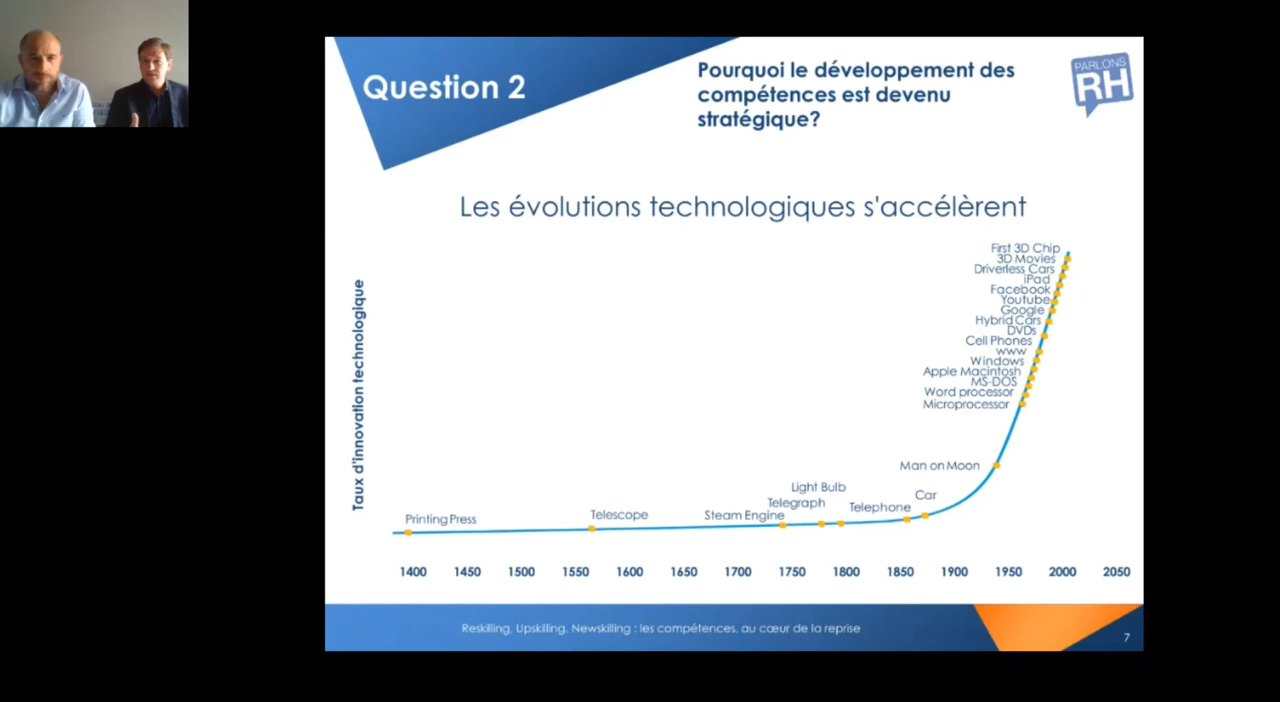 Question 2
Pourquoi le développement des
compétences est devenu
stratégique?
PARLONS
RH
Les évolutions technologiques s'accélèrent
Taux d'innovation technologique
First 3D Chip
3D Movies
Driverless Cars
iPad
Facebook
Youtube
Google
Hybrid Cars
DVDs
Cell Phones
www
Windows
Apple Macintosh
MS-DOS
Word processor
Microprocessor
Man on Moon
Light Bulb
Car
Telegraph
Telephone
Steam Engine
Telescope
Printing Press
1400 1450 1500 1550 1600 1650 1700 1750 1800 1850 1900 1950 2000 2050
Reskilling, Upskilling, Newskilling : les compétences, au cœur de la reprise
7